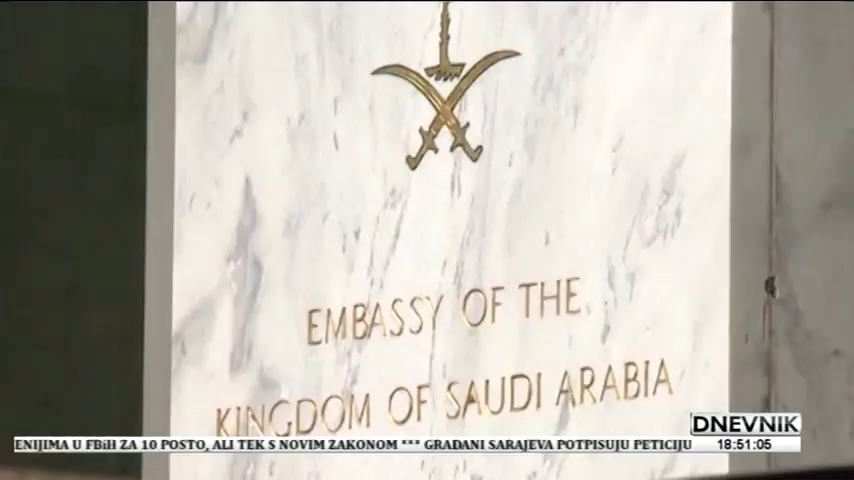 EMBASSY OF THE
KINGDOM OF SAUDI ARABIA
DNEVNIK
ENIJIMA U FBiH ZA 10 POSTO, ALI TEK S NOVIM ZAKONOM *** GRAĐANI SARAJEVA POTPISUJU PETICIJU
18:51:05